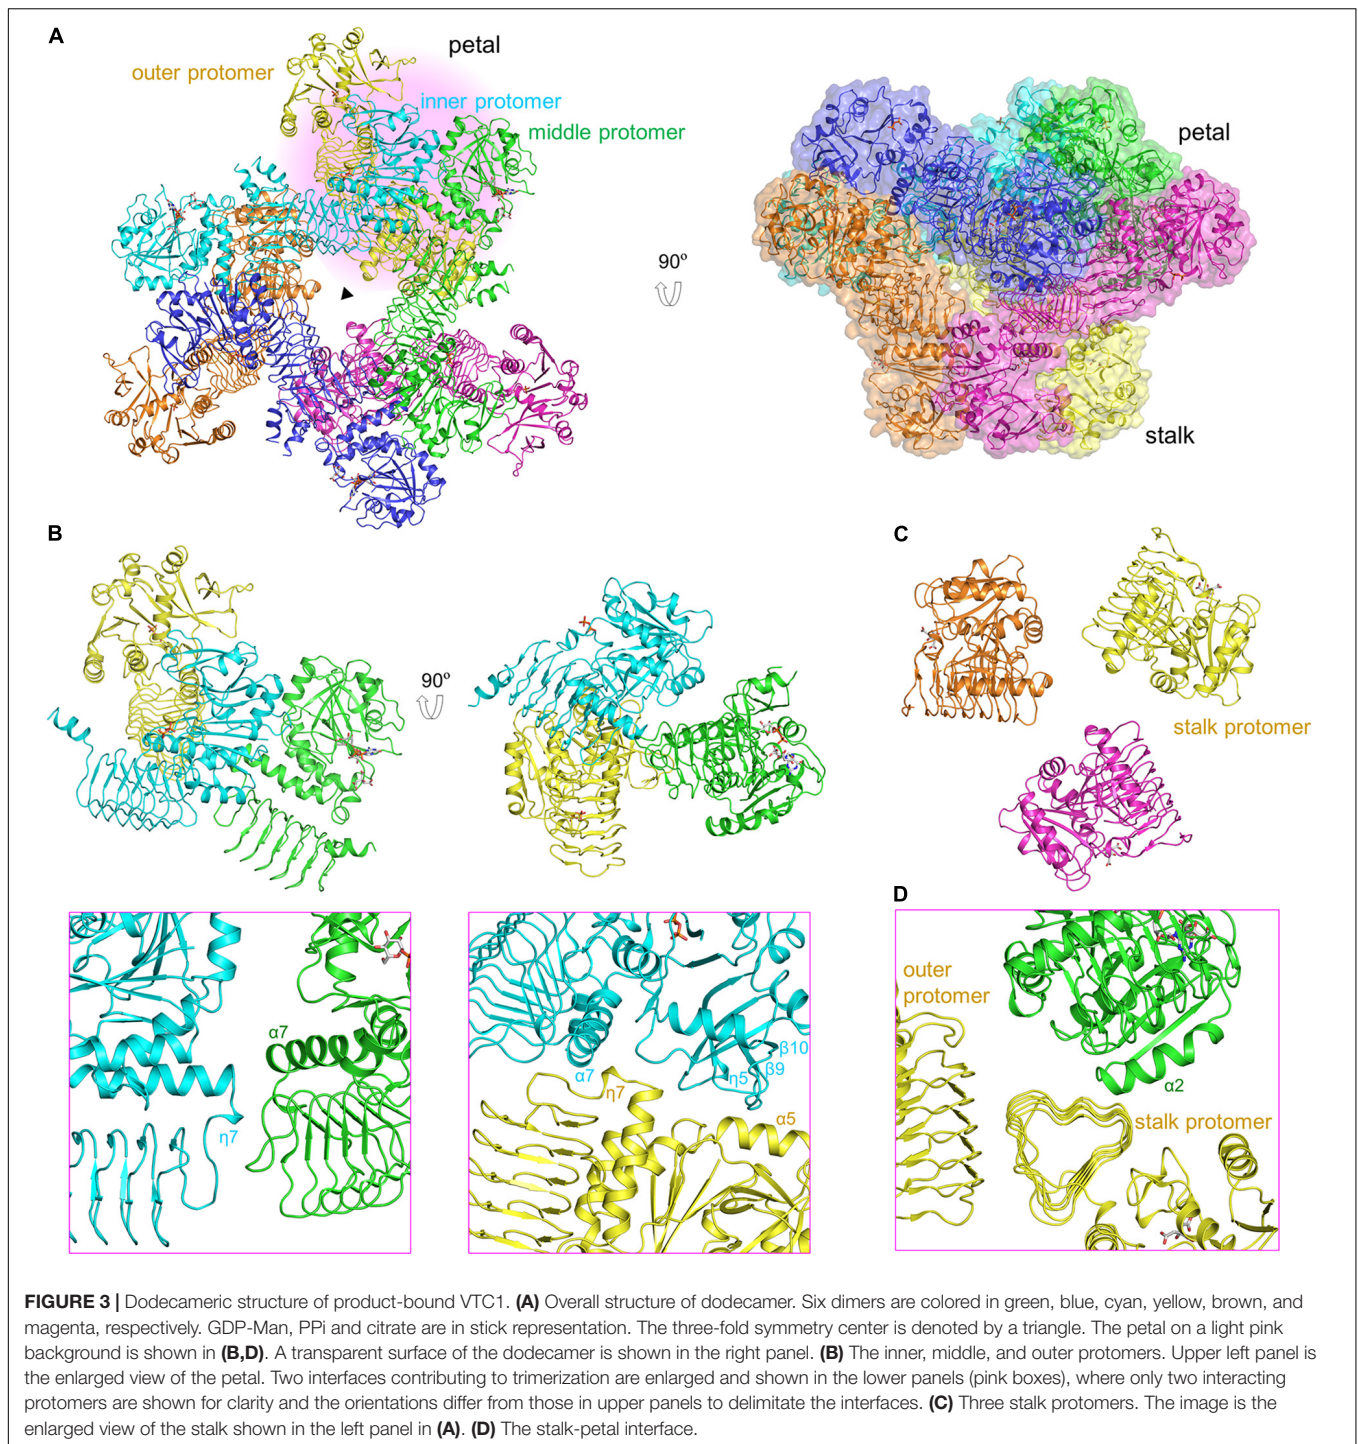 A
petal
outer protomer
inner protomer
middle protomer
90º
petal
stalk
B
90º
C
stalk protomer
α7
η7
α7
η7
η5
β9
β10
α5
D
outer
protomer
α2
stalk protomer
FIGURE 3 | Dodecameric structure of product-bound VTC1. (A) Overall structure of dodecamer. Six dimers are colored in green, blue, cyan, yellow, brown, and
magenta, respectively. GDP-Man, PPi and citrate are in stick representation. The three-fold symmetry center is denoted by a triangle. The petal on a light pink
background is shown in (B,D). A transparent surface of the dodecamer is shown in the right panel. (B) The inner, middle, and outer protomers. Upper left panel is
the enlarged view of the petal. Two interfaces contributing to trimerization are enlarged and shown in the lower panels (pink boxes), where only two interacting
protomers are shown for clarity and the orientations differ from those in upper panels to delimitate the interfaces. (C) Three stalk protomers. The image is the
enlarged view of the stalk shown in the left panel in (A). (D) The stalk-petal interface.